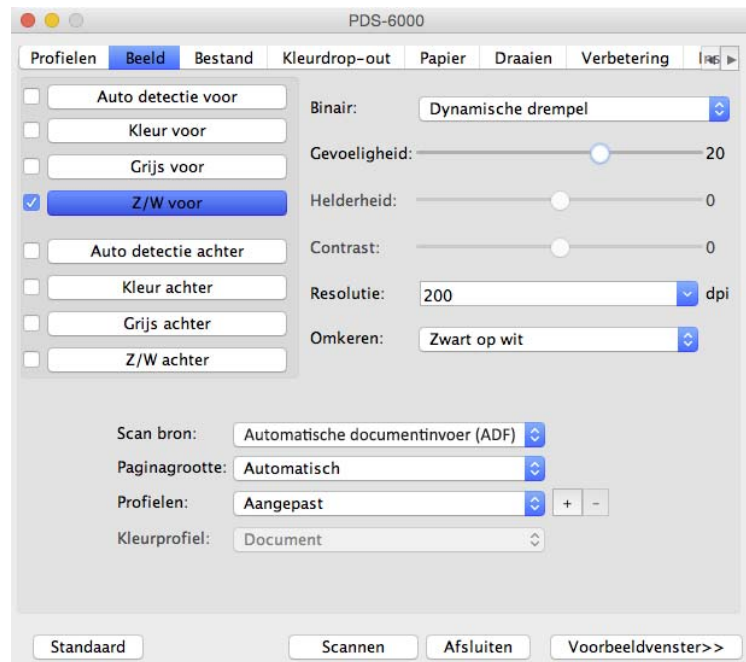 PDS-6000
Profielen Beeld Bestand Kleurdrop-out Papier Draaien Verbetering
Auto detectie voor
Kleur voor
Grijs voor
Z/W voor
Auto detectie achter
Kleur achter
Grijs achter
Z/W achter
Binair: Dynamische drempel
Gevoeligheid: 20
Helderheid: 0
Contrast: 0
Resolutie: 200 dpi
Omkeren: Zwart op wit
Scan bron: Automatische documentinvoer (ADF)
Paginagrootte: Automatisch
Profielen: Aangepast + -
Kleurprofiel: Document
Standaard Scannen Afsluiten Voorbeeldvenster>>